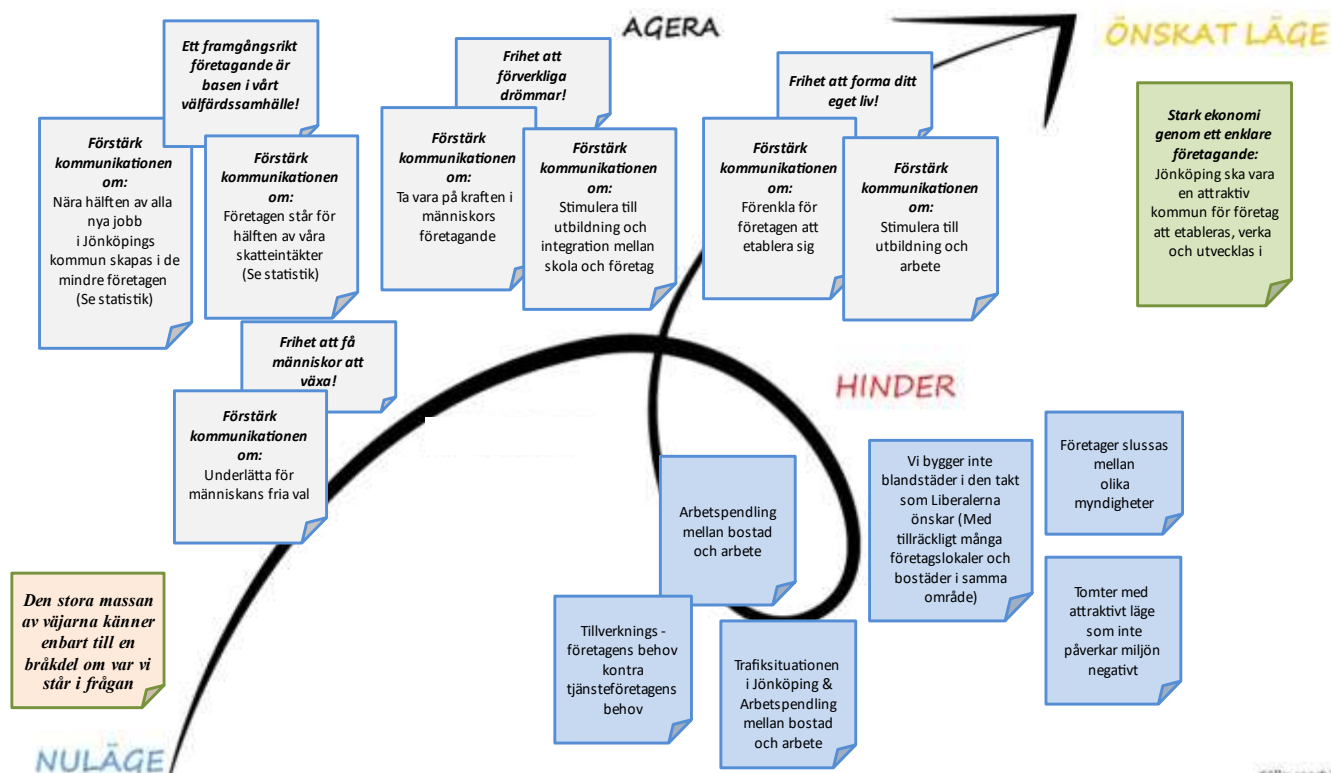 AGERA
ÖNSKAT LÄGE
Ett framgångsrikt
företagande är
basen i vårt
välfärdssamhälle!
Förstärk
kommunikationen
om:
Nära hälften av alla
nya jobb
i Jönköpings
kommun skapas i de
mindre företagen
(Se statistik)
Förstärk
kommunikationen
om:
Företagen står för
hälften av våra
skatteintäkter
(Se statistik)
Frihet att
förverkliga
drömmar!
Förstärk
kommunikationen
om:
Ta vara på kraften i
människors
företagande
Förstärk
kommunikationen
om:
Stimulera till
utbildning och
integration mellan
skola och företag
Frihet att forma ditt
eget liv!
Förstärk
kommunikationen
om:
Förenkla för
företagen att
etablera sig
Förstärk
kommunikationen
om:
Stimulera till
utbildning och
arbete
Stark ekonomi
genom ett enklare
företagande:
Jönköping ska vara
en attraktiv
kommun för företag
att etableras, verka
och utvecklas i
Frihet att få
människor att
växa!
Förstärk
kommunikationen
om:
Underlätta för
människans fria val
HINDER
Arbetspendling
mellan bostad
och arbete
Vi bygger inte
blandstäder i den takt
som Liberalerna
önskar (Med
tillräckligt många
företagslokaler och
bostäder i samma
område)
Företager slussas
mellan
olika
myndigheter
Tillverknings -
företagens behov
kontra
tjänsteföretagens
behov
Trafiksituationen
i Jönköping &
Arbetspendling
mellan bostad
och arbete
Tomter med
attraktivt läge
som inte
påverkar miljön
negativt
Den stora massan
av väjarna känner
enbart till en
bråkdel om var vi
står i frågan
NULÄGE